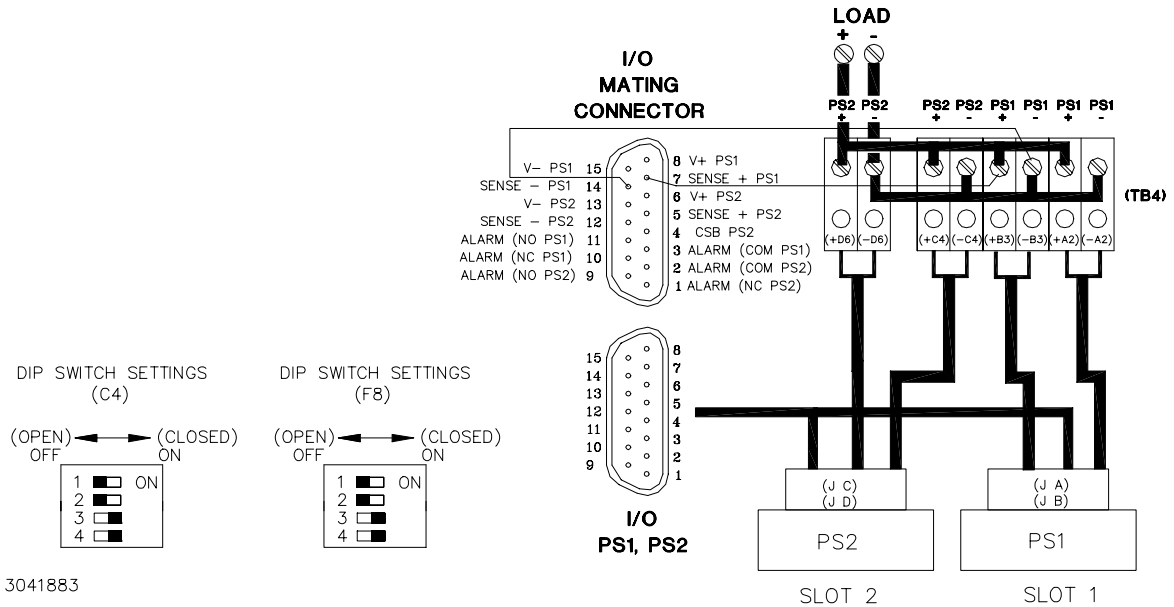 LOAD
+ -
I/O
MATING
CONNECTOR
PS2 PS2 PS2 PS2 PS1 PS1 PS1 PS1
+ - + - + - + -
V- PS1 15
SENSE - PS1 14
V- PS2 13
SENSE - PS2 12
ALARM (NO PS1) 11
ALARM (NC PS1) 10
ALARM (NO PS2) 9
8 V+ PS1
7 SENSE + PS1
6 V+ PS2
5 SENSE + PS2
4 CSB PS2
3 ALARM (COM PS1)
2 ALARM (COM PS2)
1 ALARM (NC PS2)
(TB4)
(+D6) (-D6) (+C4) (-C4) (+B3) (-B3) (+A2) (-A2)
15
14
13
12
11
10
9
8
7
6
5
4
3
2
1
I/O
PS1, PS2
DIP SWITCH SETTINGS
(C4)
(OPEN) (CLOSED)
OFF ON
1 ON
2
3
4
DIP SWITCH SETTINGS
(F8)
(OPEN) (CLOSED)
OFF ON
1 ON
2
3
4
(J C)
(J D)
PS2
SLOT 2
(J A)
(J B)
PS1
SLOT 1
3041883